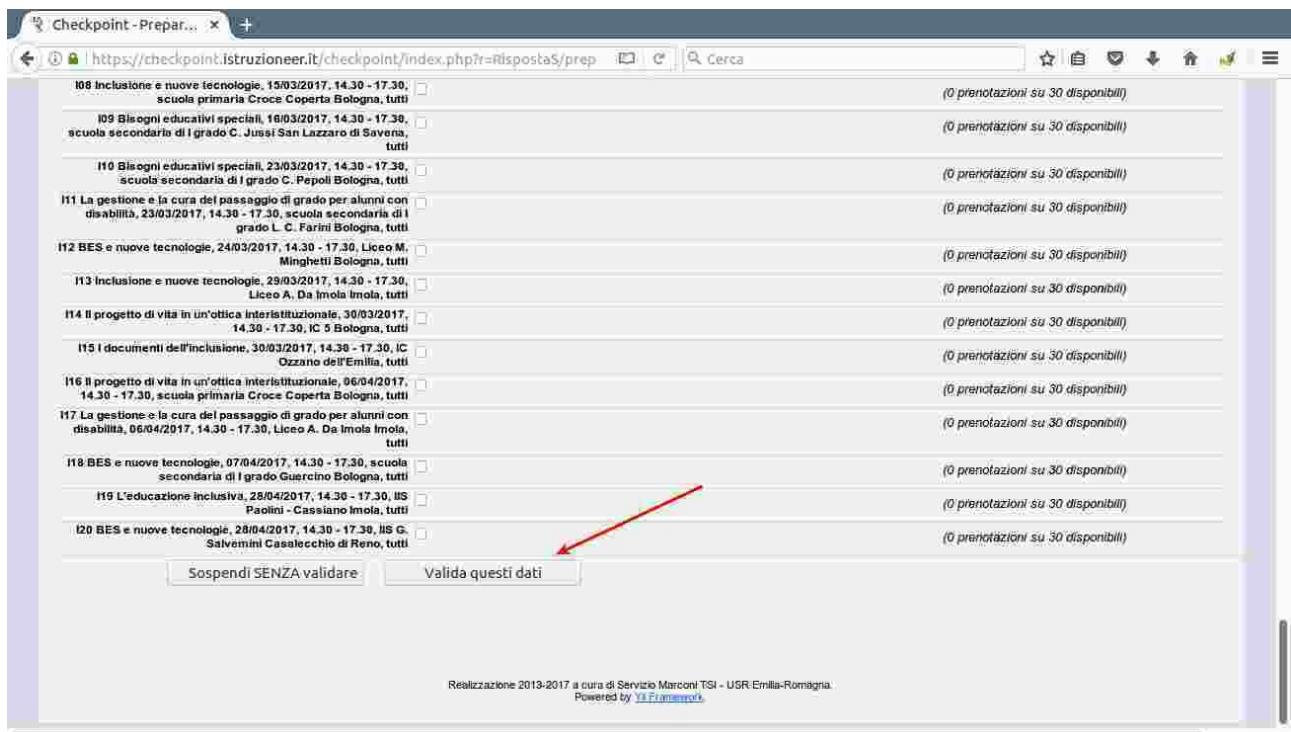 Checkpoint - Prepar... × +
https://checkpoint.istruzioneer.it/checkpoint/index.php?r=RispostaS/prep Cerca
I08 Inclusione e nuove tecnologie, 15/03/2017, 14.30 - 17.30,
scuola primaria Croce Coperta Bologna, tutti
(0 prenotazioni su 30 disponibili)
I09 Bisogni educativi speciali, 16/03/2017, 14.30 - 17.30,
scuola secondaria di I grado C. Jussi San Lazzaro di Savena,
tutti
(0 prenotazioni su 30 disponibili)
I10 Bisogni educativi speciali, 23/03/2017, 14.30 - 17.30,
scuola secondaria di I grado C. Pepoli Bologna, tutti
(0 prenotazioni su 30 disponibili)
I11 La gestione e la cura del passaggio di grado per alunni con
disabilità, 23/03/2017, 14.30 - 17.30, scuola secondaria di I
grado L. C. Farini Bologna, tutti
(0 prenotazioni su 30 disponibili)
I12 BES e nuove tecnologie, 24/03/2017, 14.30 - 17.30, Liceo M.
Minghetti Bologna, tutti
(0 prenotazioni su 30 disponibili)
I13 Inclusione e nuove tecnologie, 29/03/2017, 14.30 - 17.30,
Liceo A. Da Imola Imola, tutti
(0 prenotazioni su 30 disponibili)
I14 Il progetto di vita in un'ottica interistituzionale, 30/03/2017,
14.30 - 17.30, IC 5 Bologna, tutti
(0 prenotazioni su 30 disponibili)
I15 I documenti dell'inclusione, 30/03/2017, 14.30 - 17.30, IC
Ozzano dell'Emilia, tutti
(0 prenotazioni su 30 disponibili)
I16 Il progetto di vita in un'ottica interistituzionale, 06/04/2017,
14.30 - 17.30, scuola primaria Croce Coperta Bologna, tutti
(0 prenotazioni su 30 disponibili)
I17 La gestione e la cura del passaggio di grado per alunni con
disabilità, 06/04/2017, 14.30 - 17.30, Liceo A. Da Imola Imola,
tutti
(0 prenotazioni su 30 disponibili)
I18 BES e nuove tecnologie, 07/04/2017, 14.30 - 17.30, scuola
secondaria di I grado Guercino Bologna, tutti
(0 prenotazioni su 30 disponibili)
I19 L'educazione inclusiva, 28/04/2017, 14.30 - 17.30, IIS
Paolini - Cassiano Imola, tutti
(0 prenotazioni su 30 disponibili)
I20 BES e nuove tecnologie, 28/04/2017, 14.30 - 17.30, IIS G.
Salvemini Casalecchio di Reno, tutti
(0 prenotazioni su 30 disponibili)
Sospendi SENZA validare Valida questi dati
Realizzazione 2013-2017 a cura di Servizio Marconi TSI - USR Emilia-Romagna.
Powered by Yii Framework.